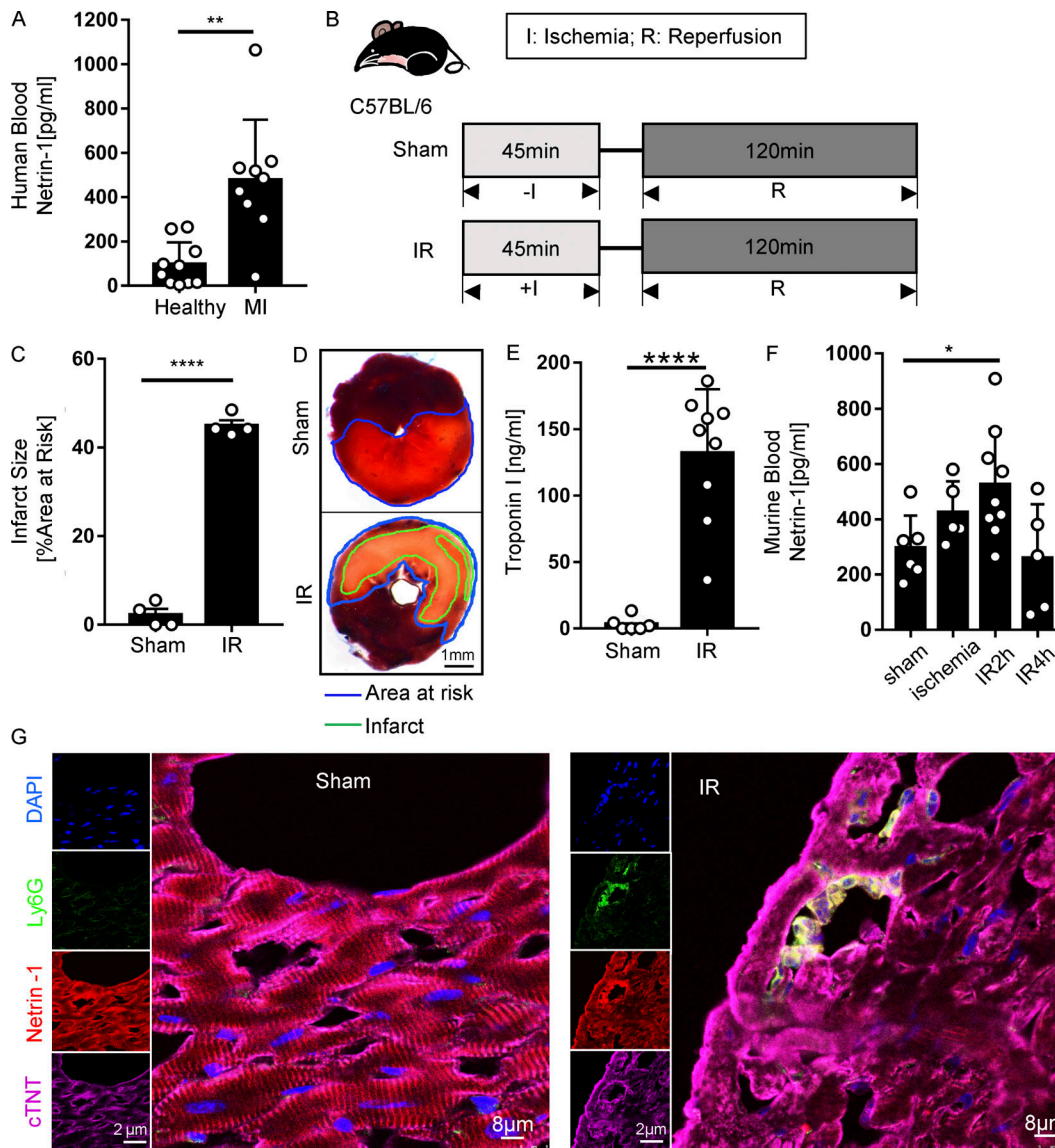 A
Human Blood
Netrin-1[pg/ml]
1200
1000
800
600
400
200
0
**
Healthy
MI
B
I: Ischemia; R: Reperfusion
C57BL/6
Sham
45min
120min
-I
R
IR
45min
120min
+I
R
C
Infarct Size
[%Area at Risk]
60
40
20
0
****
Sham
IR
D
Sham
IR
1mm
Area at risk
Infarct
E
Troponin I [ng/ml]
200
150
100
50
0
****
Sham
IR
F
Murine Blood
Netrin-1[pg/ml]
1000
800
600
400
200
0
*
sham
ischemia
IR2h
IR4h
G
DAPI
Ly6G
Netrin -1
cTNT
Sham
2 µm
8µm
IR
2µm
8µm